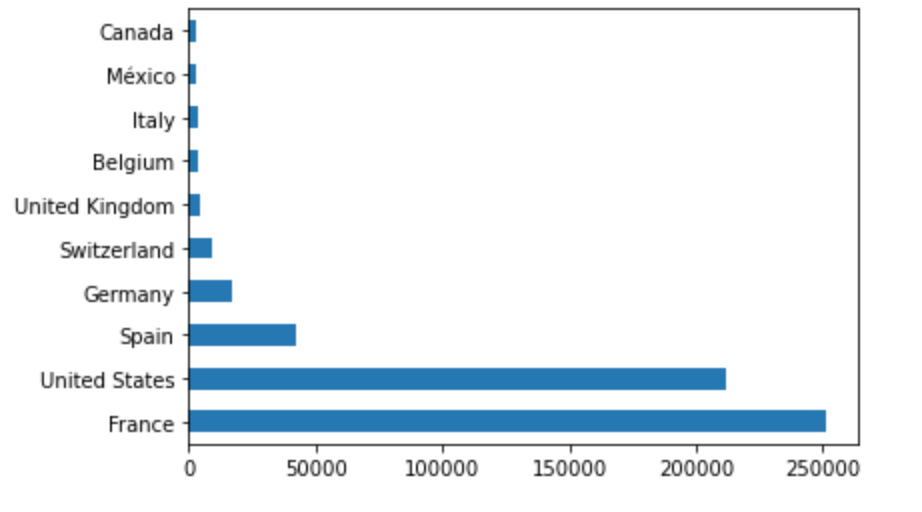 Canada
México
Italy
Belgium
United Kingdom
Switzerland
Germany
Spain
United States
France
0 50000 100000 150000 200000 250000